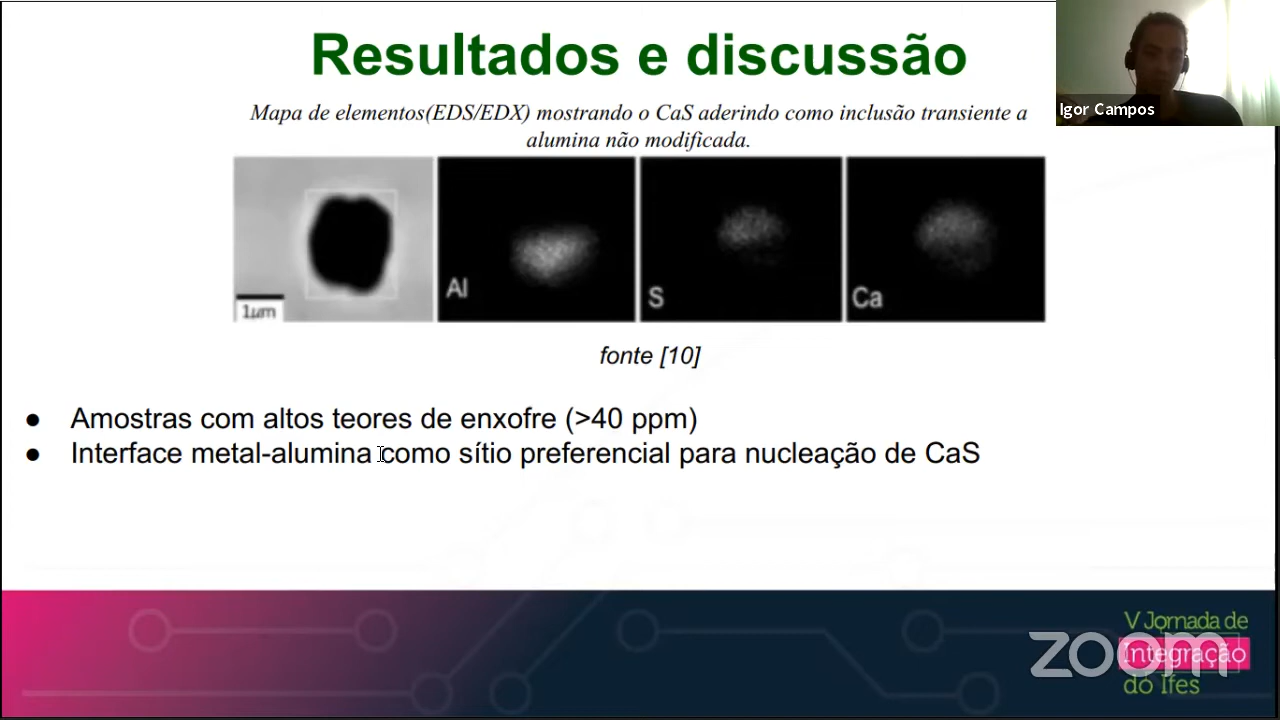 Resultados e discussão
Igor Campos
Mapa de elementos(EDS/EDX) mostrando o CaS aderindo como inclusão transiente a
alumina não modificada.
1µm
Al
S
Ca
fonte [10]
● Amostras com altos teores de enxofre (>40 ppm)
● Interface metal-alumina como sítio preferencial para nucleação de CaS
V Jornada de
Integração
do Ifes
zoom